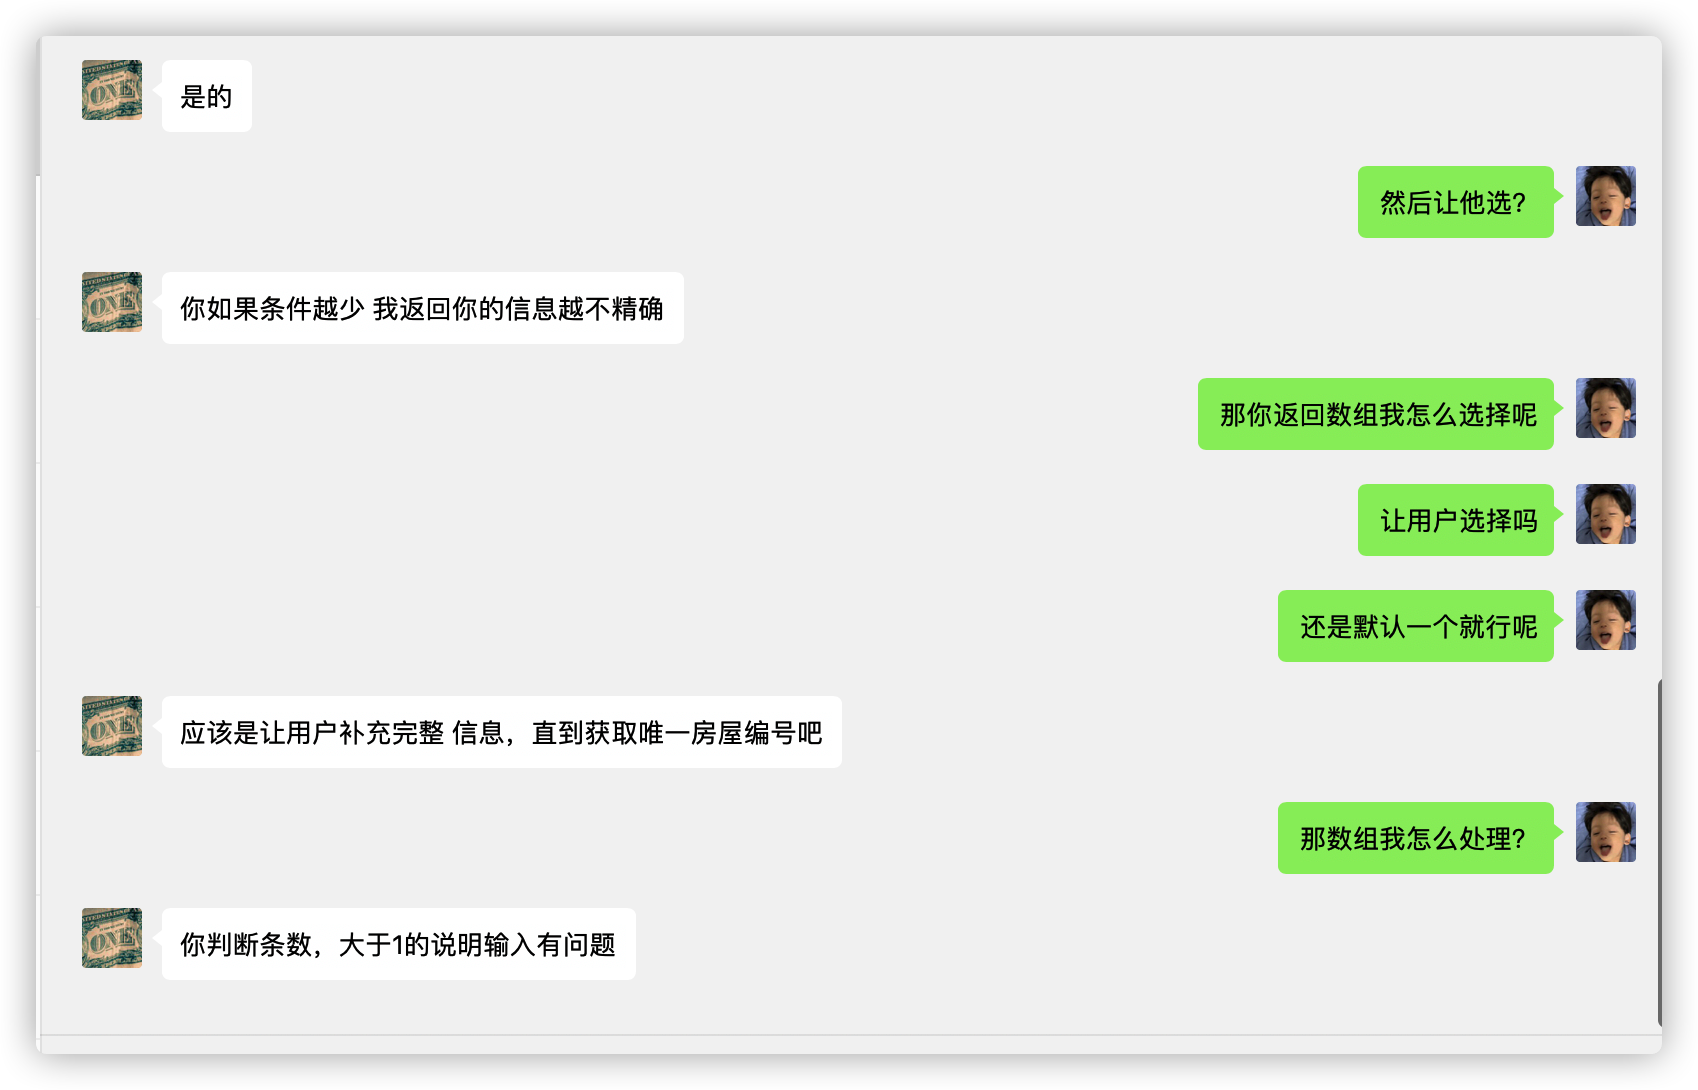 是的
然后让他选?
你如果条件越少 我返回你的信息越不精确
那你返回数组我怎么选择呢
让用户选择吗
还是默认一个就行呢
应该是让用户补充完整 信息，直到获取唯一房屋编号吧
那数组我怎么处理?
你判断条数，大于1的说明输入有问题